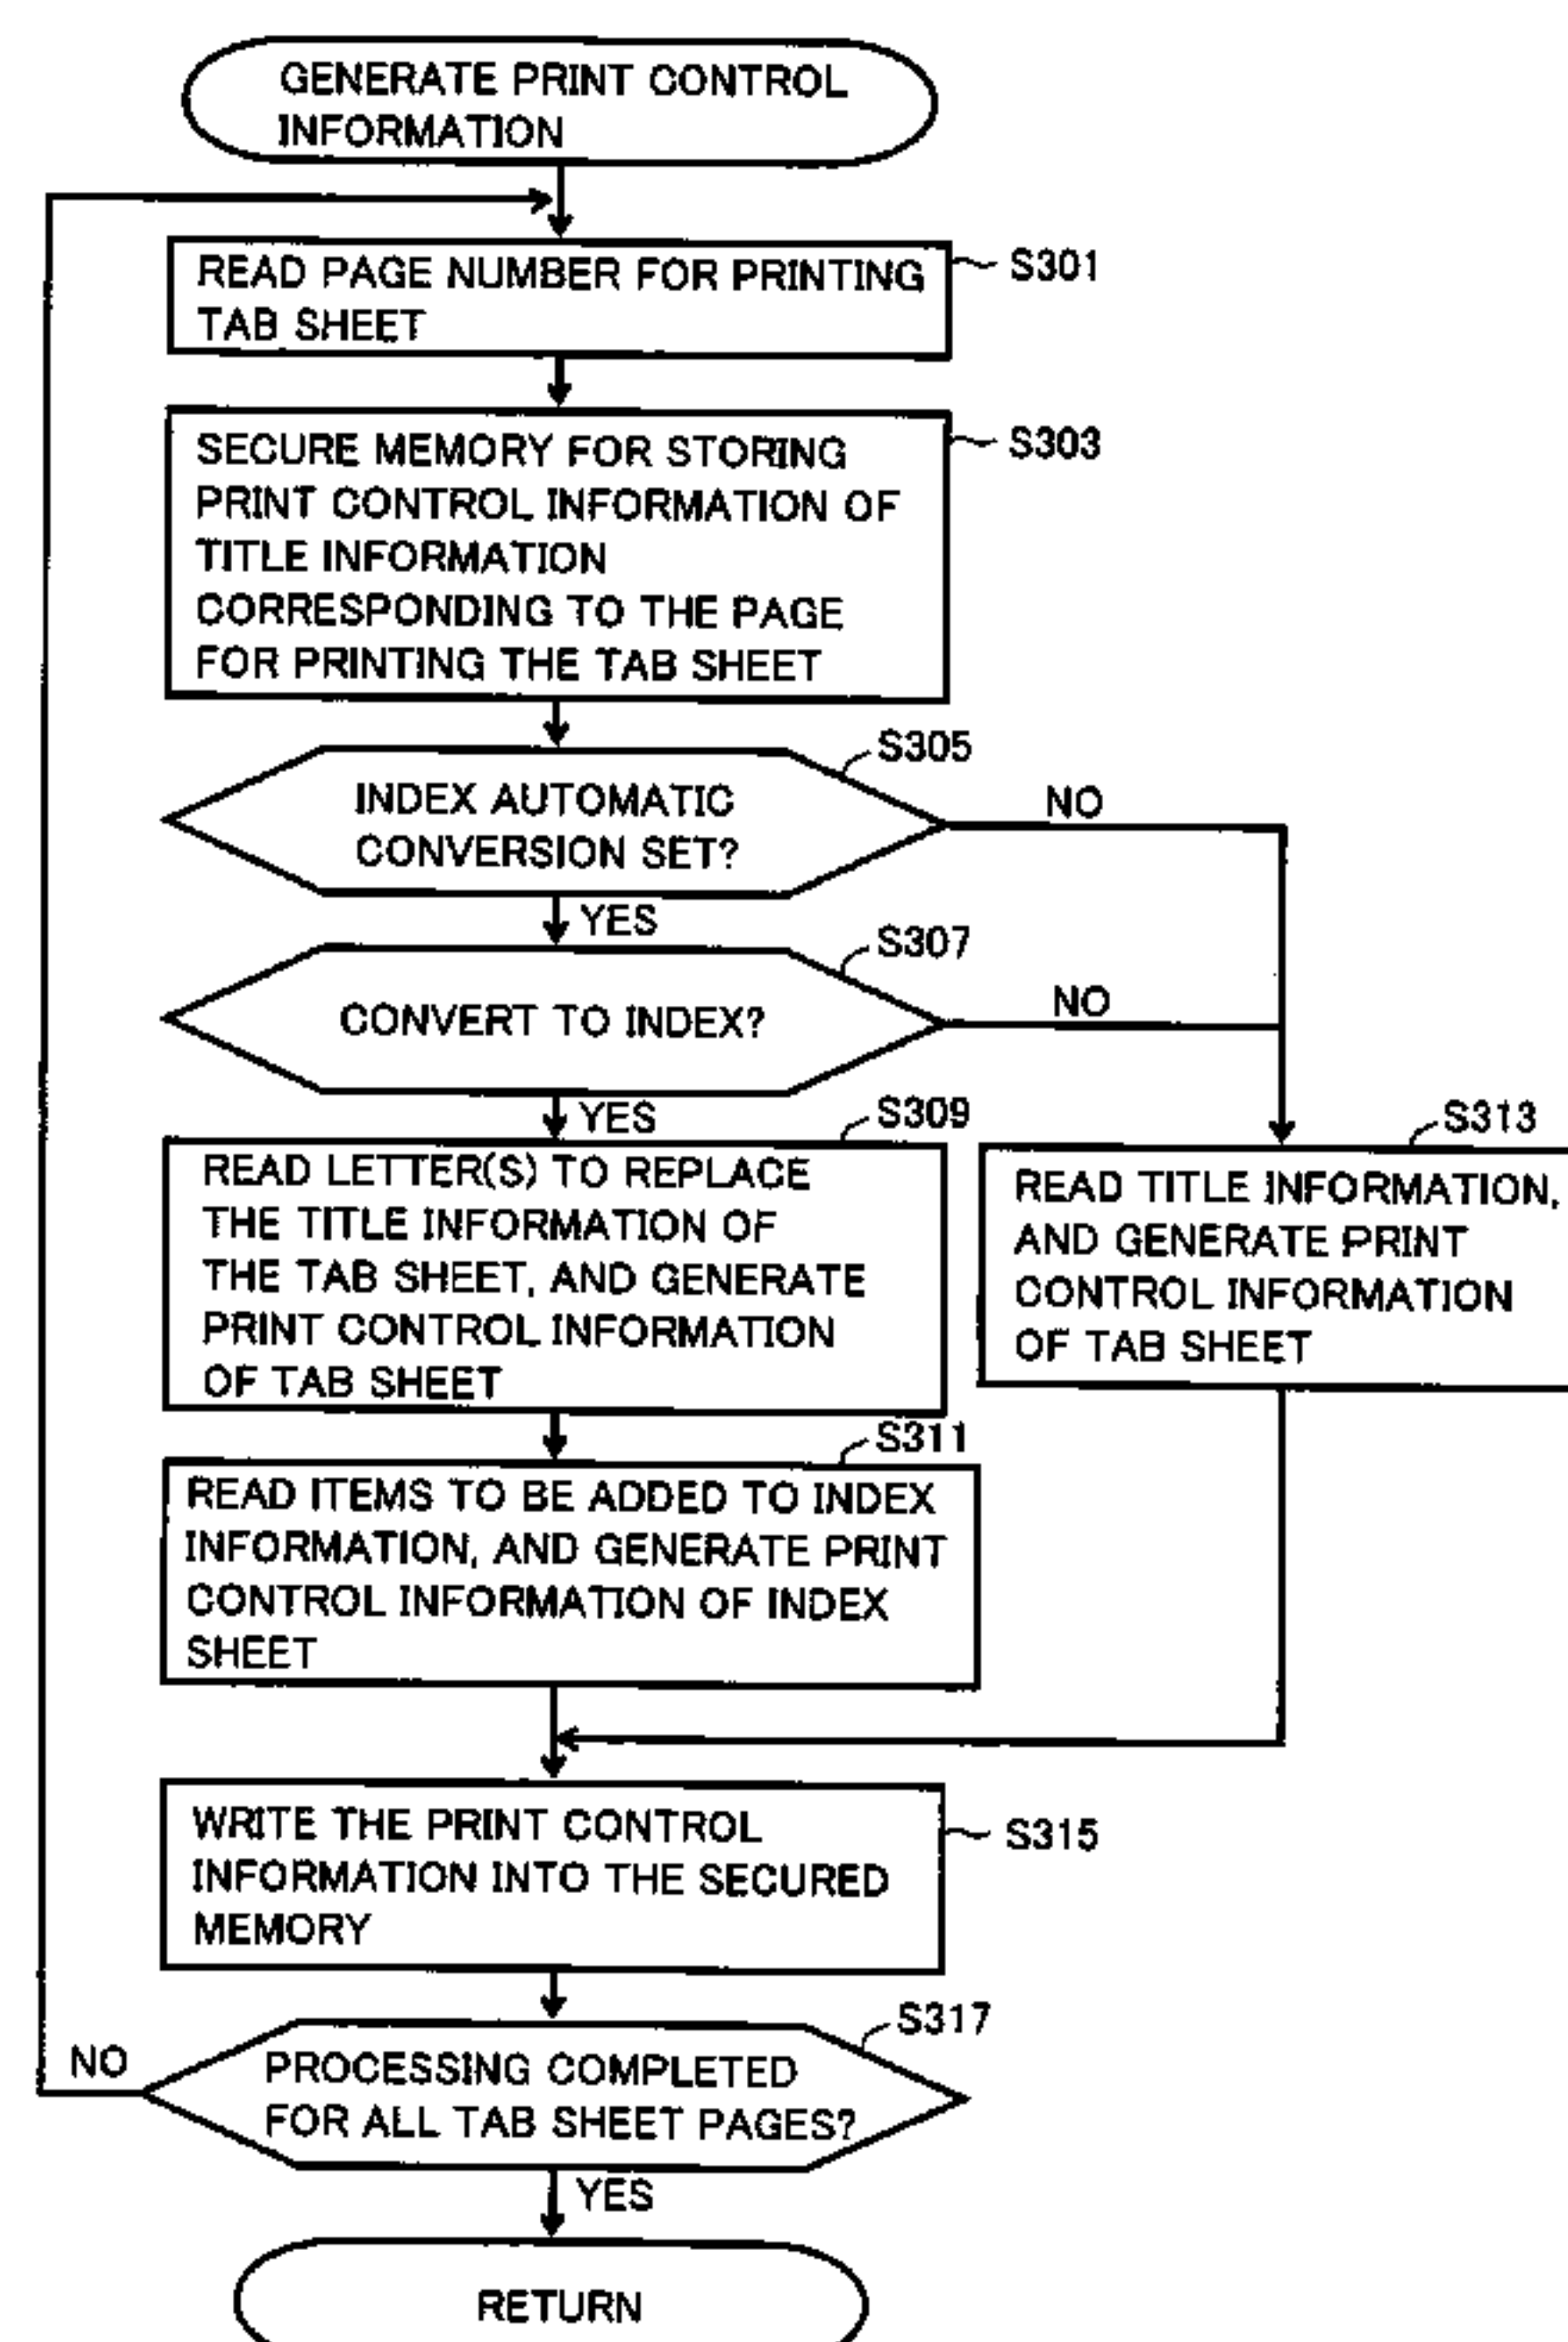 GENERATE PRINT CONTROL
INFORMATION
READ PAGE NUMBER FOR PRINTING
TAB SHEET
S301
SECURE MEMORY FOR STORING
PRINT CONTROL INFORMATION OF
TITLE INFORMATION
CORRESPONDING TO THE PAGE
FOR PRINTING THE TAB SHEET
S303
S305
INDEX AUTOMATIC
CONVERSION SET?
NO
YES
S307
CONVERT TO INDEX?
NO
YES
S309
READ LETTER(S) TO REPLACE
THE TITLE INFORMATION OF
THE TAB SHEET, AND GENERATE
PRINT CONTROL INFORMATION
OF TAB SHEET
S313
READ TITLE INFORMATION,
AND GENERATE PRINT
CONTROL INFORMATION
OF TAB SHEET
S311
READ ITEMS TO BE ADDED TO INDEX
INFORMATION, AND GENERATE PRINT
CONTROL INFORMATION OF INDEX
SHEET
WRITE THE PRINT CONTROL
INFORMATION INTO THE SECURED
MEMORY
S315
S317
PROCESSING COMPLETED
FOR ALL TAB SHEET PAGES?
NO
YES
RETURN